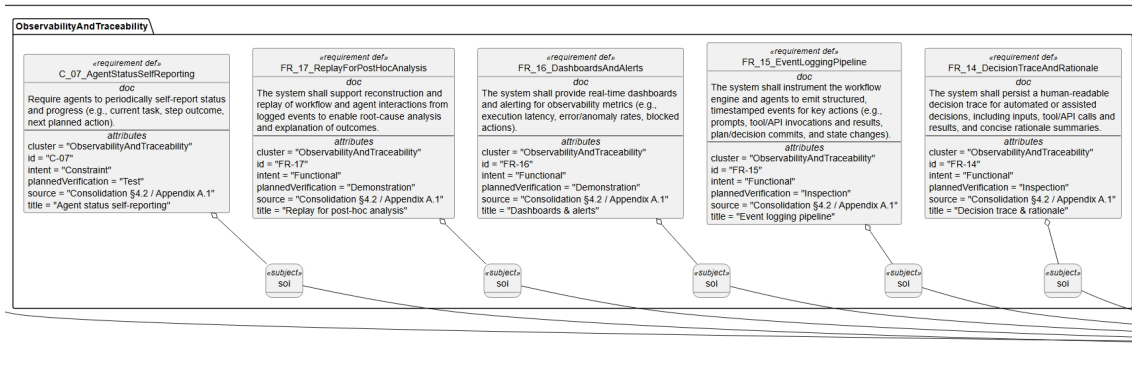 ObservabilityAndTraceability
«requirement def»
C_07_AgentStatusSelfReporting
doc
Require agents to periodically self-report status
and progress (e.g., current task, step outcome,
next planned action).
attributes
cluster = "ObservabilityAndTraceability"
id = "C-07"
intent = "Constraint"
plannedVerification = "Test"
source = "Consolidation §4.2 / Appendix A.1"
title = "Agent status self-reporting"
«requirement def»
FR_17_ReplayForPostHocAnalysis
doc
The system shall support reconstruction and
replay of workflow and agent interactions from
logged events to enable root-cause analysis
and explanation of outcomes.
attributes
cluster = "ObservabilityAndTraceability"
id = "FR-17"
intent = "Functional"
plannedVerification = "Demonstration"
source = "Consolidation §4.2 / Appendix A.1"
title = "Replay for post-hoc analysis"
«requirement def»
FR_16_DashboardsAndAlerts
doc
The system shall provide real-time dashboards
and alerting for observability metrics (e.g.,
execution latency, error/anomaly rates, blocked
actions).
attributes
cluster = "ObservabilityAndTraceability"
id = "FR-16"
intent = "Functional"
plannedVerification = "Demonstration"
source = "Consolidation §4.2 / Appendix A.1"
title = "Dashboards & alerts"
«requirement def»
FR_15_EventLoggingPipeline
doc
The system shall instrument the workflow
engine and agents to emit structured,
timestamped events for key actions (e.g.,
prompts, tool/API invocations and results,
plan/decision commits, and state changes).
attributes
cluster = "ObservabilityAndTraceability"
id = "FR-15"
intent = "Functional"
plannedVerification = "Inspection"
source = "Consolidation §4.2 / Appendix A.1"
title = "Event logging pipeline"
«requirement def»
FR_14_DecisionTraceAndRationale
doc
The system shall persist a human-readable
decision trace for automated or assisted
decisions, including inputs, tool/API calls and
results, and concise rationale summaries.
attributes
cluster = "ObservabilityAndTraceability"
id = "FR-14"
intent = "Functional"
plannedVerification = "Inspection"
source = "Consolidation §4.2 / Appendix A.1"
title = "Decision trace & rationale"
«subject»
soi
«subject»
soi
«subject»
soi
«subject»
soi
«subject»
soi